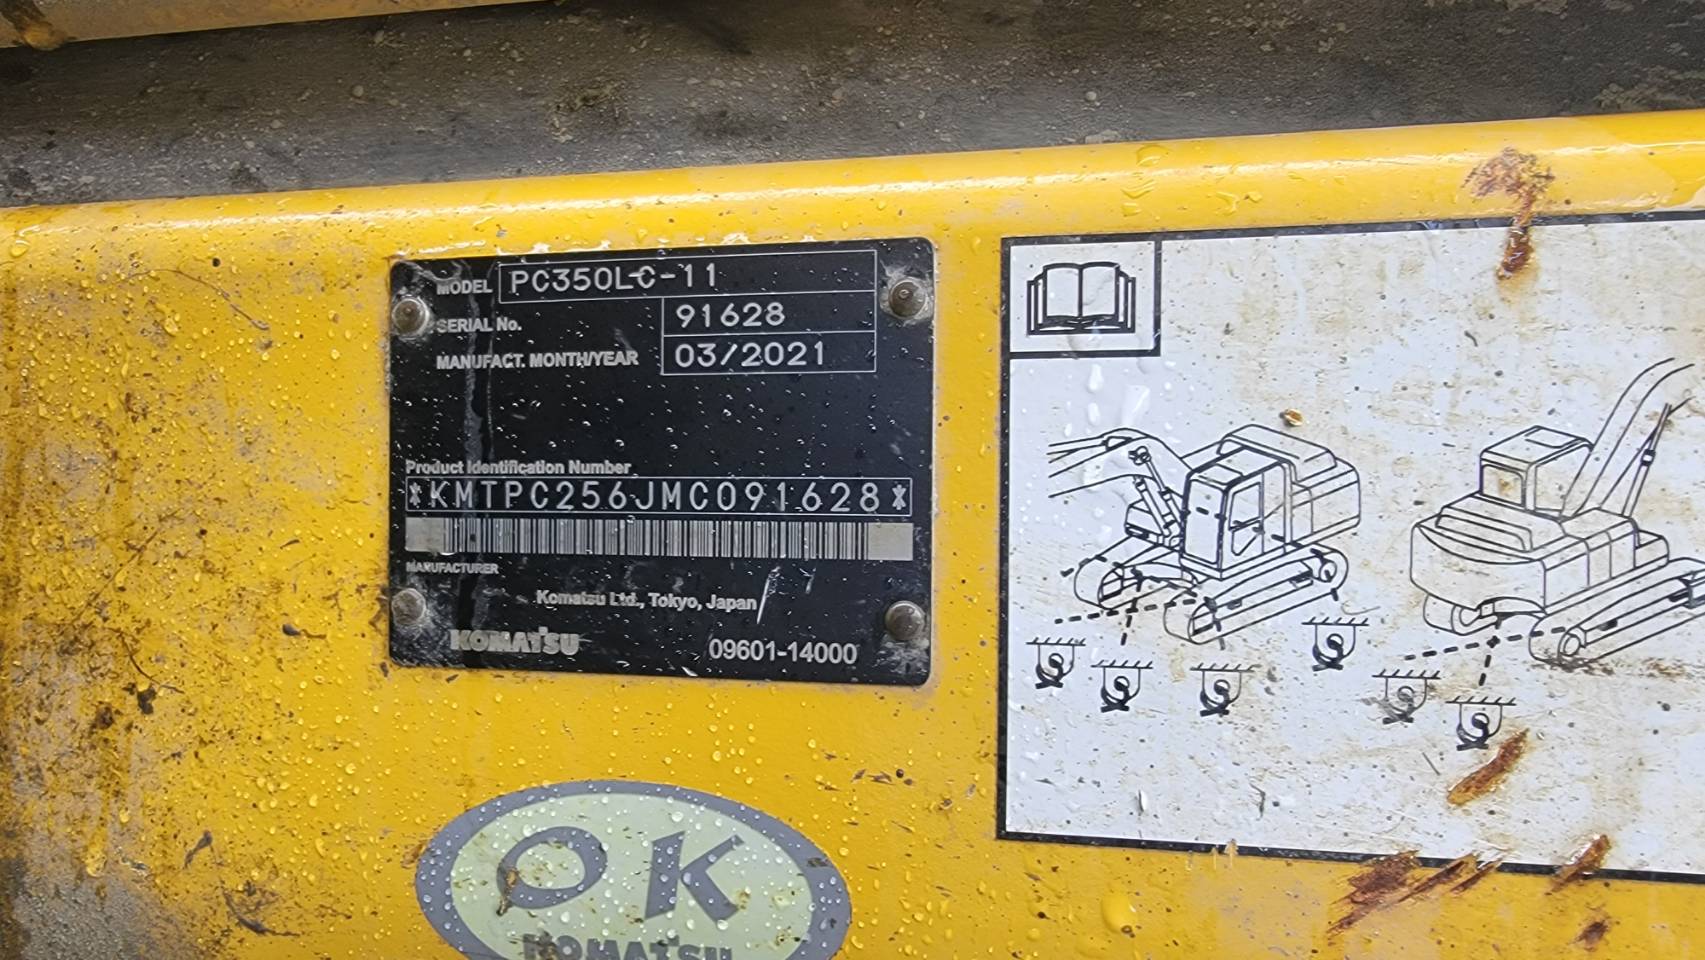 MODEL PC350LC-11
SERIAL No. 91628
MANUFACT. MONTH/YEAR 03/2021
Product Identification Number
*KMTPC256JMC091628*
MANUFACTURER
Komatsu Ltd., Tokyo, Japan
KOMATSU 09601-14000
OK
KOMATSU